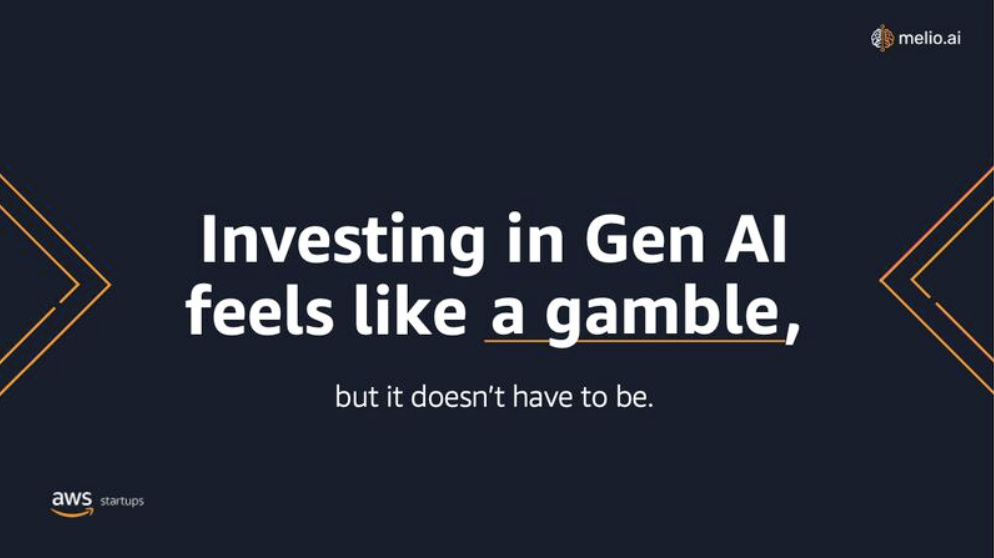 melio.ai
Investing in Gen AI
feels like a gamble,
but it doesn’t have to be.
aws startups